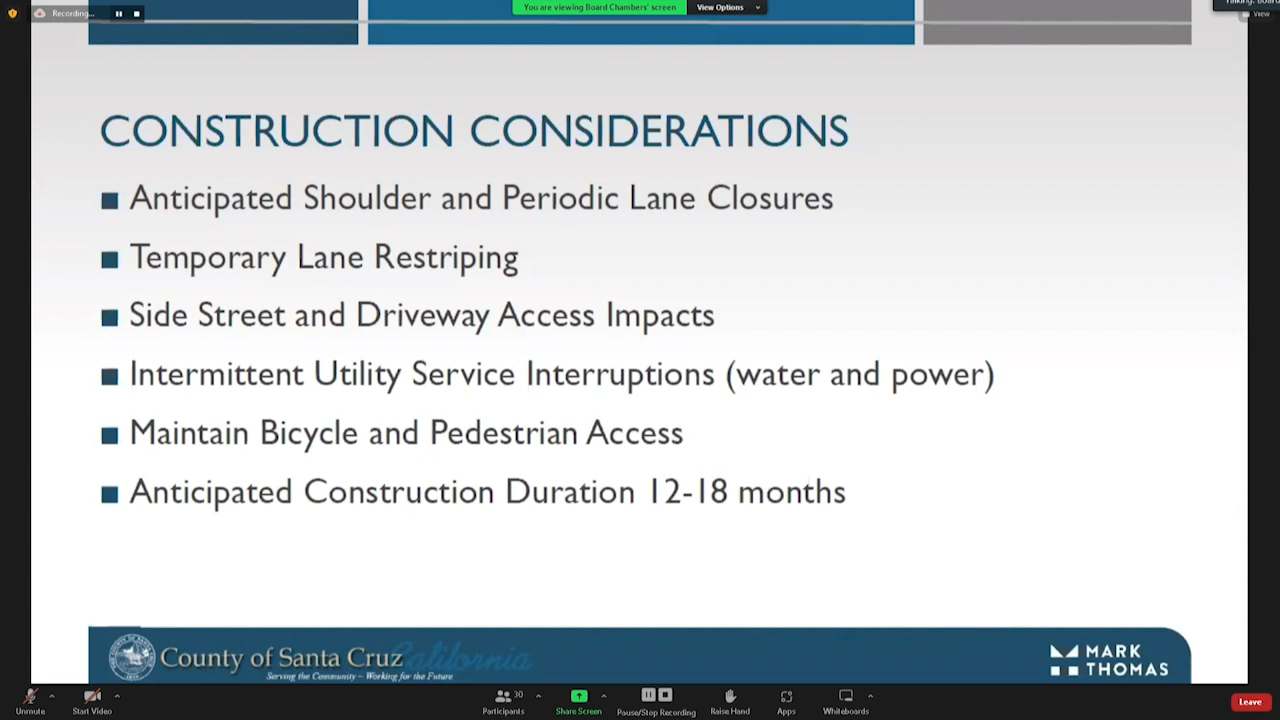 Recording...
You are viewing Board Chambers' screen
View Options
View
CONSTRUCTION CONSIDERATIONS
Anticipated Shoulder and Periodic Lane Closures
Temporary Lane Restriping
Side Street and Driveway Access Impacts
Intermittent Utility Service Interruptions (water and power)
Maintain Bicycle and Pedestrian Access
Anticipated Construction Duration 12-18 months
County of Santa Cruz
California
Serving the Community – Working for the Future
MARK
THOMAS
Unmute
Start Video
30
Participants
Share Screen
Pause/Stop Recording
Raise Hand
Apps
Whiteboards
Leave